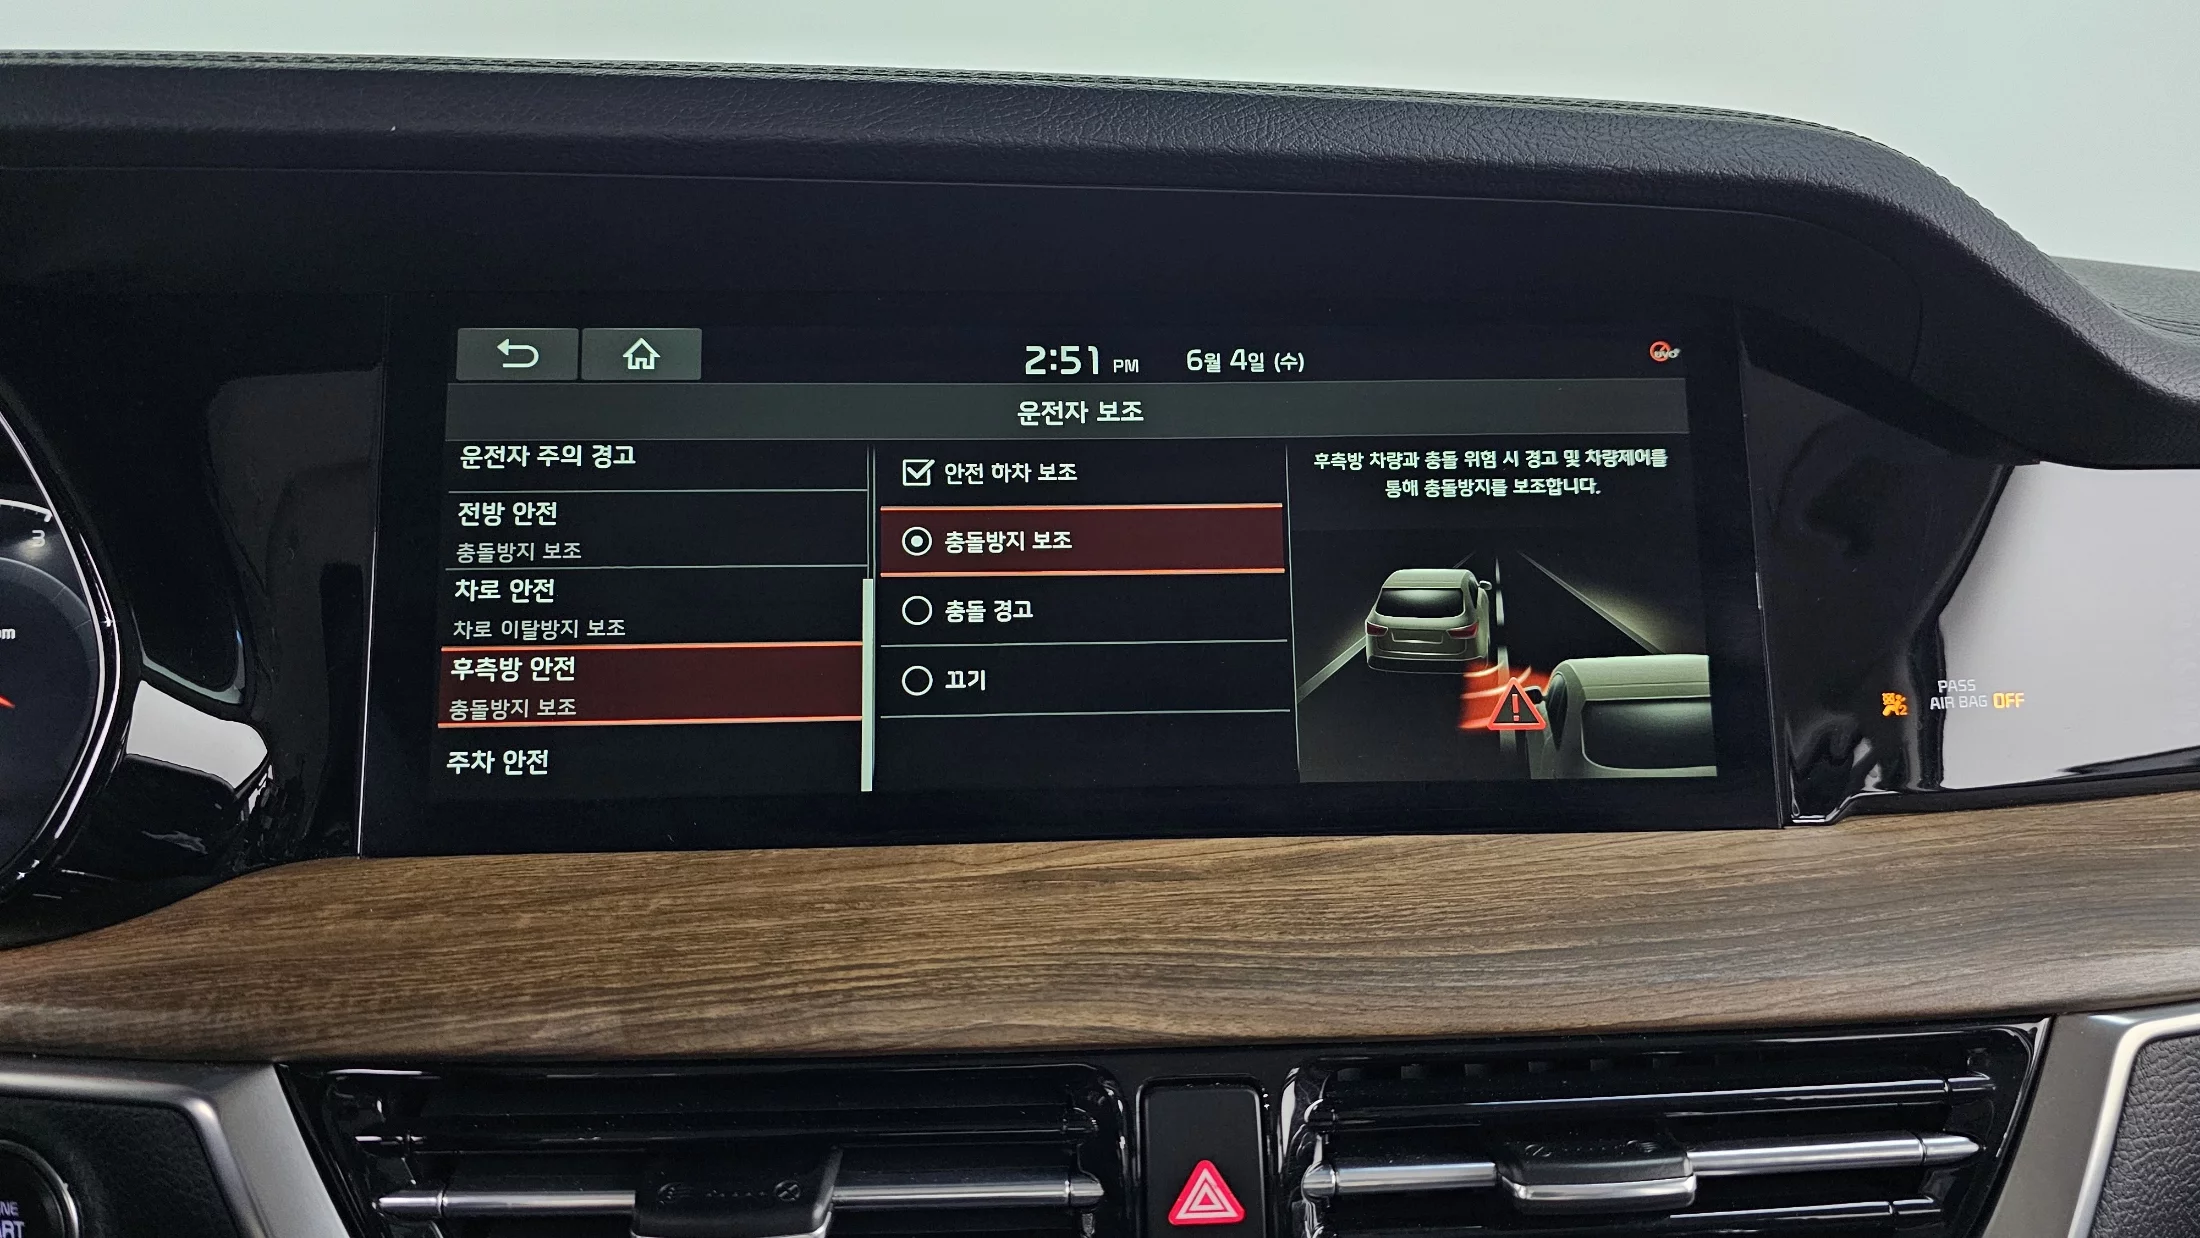 2:51 PM 6월 4일 (수)
UVO
운전자 보조
운전자 주의 경고
전방 안전
충돌방지 보조
차로 안전
차로 이탈방지 보조
후측방 안전
충돌방지 보조
주차 안전
안전 하차 보조
충돌방지 보조
충돌 경고
끄기
후측방 차량과 충돌 위험 시 경고 및 차량제어를
통해 충돌방지를 보조합니다.
3
PASS
AIR BAG OFF
2